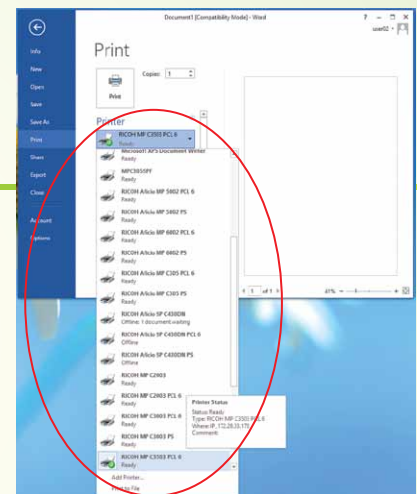 Document1 [Compatibility Mode] - Word
? – □ X
user02
Info
New
Open
Save
Save As
Print
Share
Export
Close
Account
Options
Print
Copies: 1
Print
Printer
RICOH MP C3503 PCL 6
Ready
Microsoft XPS Document Writer
Ready
MPC5055PF
Ready
RICOH Aficio MP 5002 PCL 6
Ready
RICOH Aficio MP 5002 PS
Ready
RICOH Aficio MP 6002 PCL 6
Ready
RICOH Aficio MP 6002 PS
Ready
RICOH Aficio MP C305 PCL 6
Ready
RICOH Aficio MP C305 PS
Ready
RICOH Aficio SP C430DN
Offline: 1 document waiting
RICOH Aficio SP C430DN PCL 6
Offline
RICOH Aficio SP C430DN PS
Offline
RICOH MP C2003
Ready
RICOH MP C2003 PCL 6
Ready
RICOH MP C3003 PCL 6
Ready
RICOH MP C3003 PS
Ready
RICOH MP C3503 PCL 6
Ready
Add Printer...
Print to File
Printer Status
Status: Ready
Type: RICOH MP C3503 PCL 6
Comment:
1 of 1